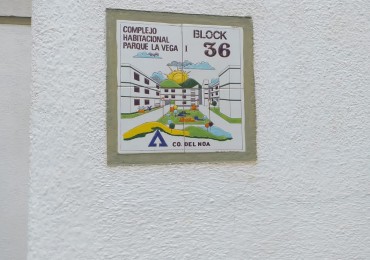 COMPLEJO
HABITACIONAL
PARQUE LA VEGA I
BLOCK
36
CO. DEL NOA